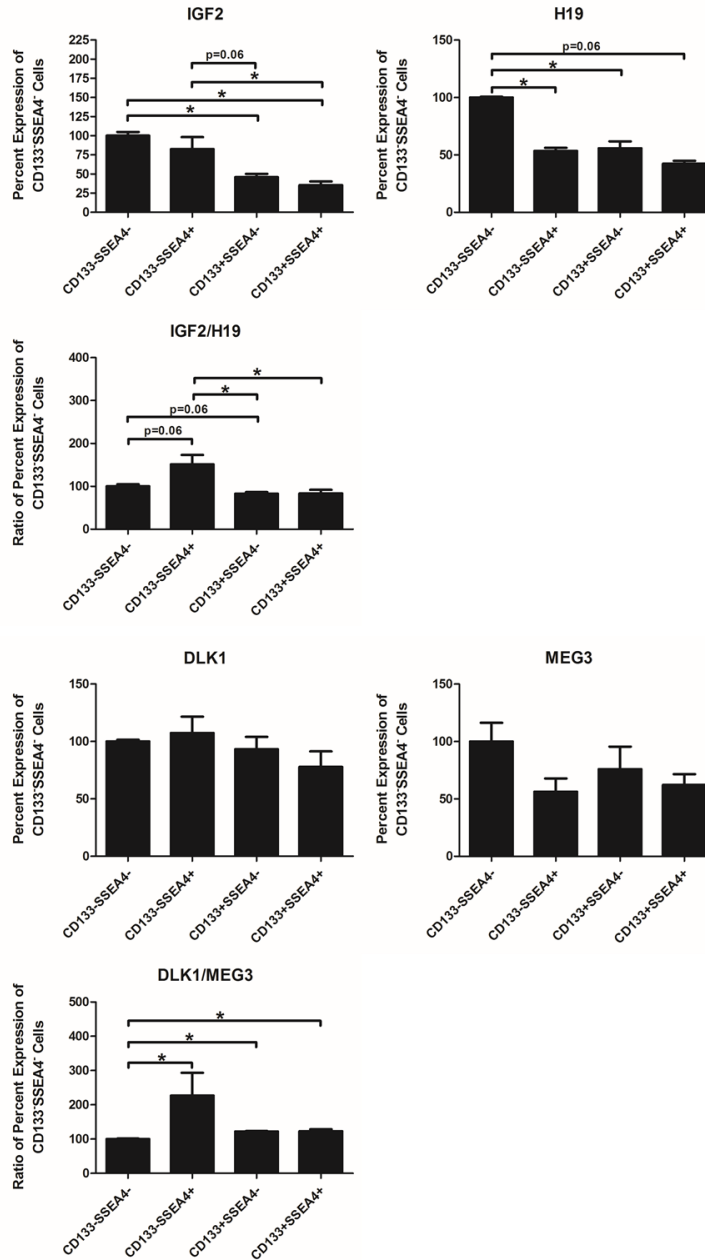 IGF2
Percent Expression of
CD133-SSEA4- Cells
225
200
175
150
125
100
75
50
25
0
p=0.06
*
*
*
CD133-SSEA4-
CD133-SSEA4+
CD133+SSEA4-
CD133+SSEA4+
H19
Percent Expression of
CD133-SSEA4- Cells
150
100
50
0
p=0.06
*
*
CD133-SSEA4-
CD133-SSEA4+
CD133+SSEA4-
CD133+SSEA4+
IGF2/H19
Ratio of Percent Expression of
CD133-SSEA4- Cells
400
300
200
100
0
*
*
p=0.06
p=0.06
CD133-SSEA4-
CD133-SSEA4+
CD133+SSEA4-
CD133+SSEA4+
DLK1
Percent Expression of
CD133-SSEA4- Cells
150
100
50
0
CD133-SSEA4-
CD133-SSEA4+
CD133+SSEA4-
CD133+SSEA4+
MEG3
Percent Expression of
CD133-SSEA4- Cells
150
100
50
0
CD133-SSEA4-
CD133-SSEA4+
CD133+SSEA4-
CD133+SSEA4+
DLK1/MEG3
Ratio of Percent Expression of
CD133-SSEA4- Cells
500
400
300
200
100
0
*
*
*
CD133-SSEA4-
CD133-SSEA4+
CD133+SSEA4-
CD133+SSEA4+